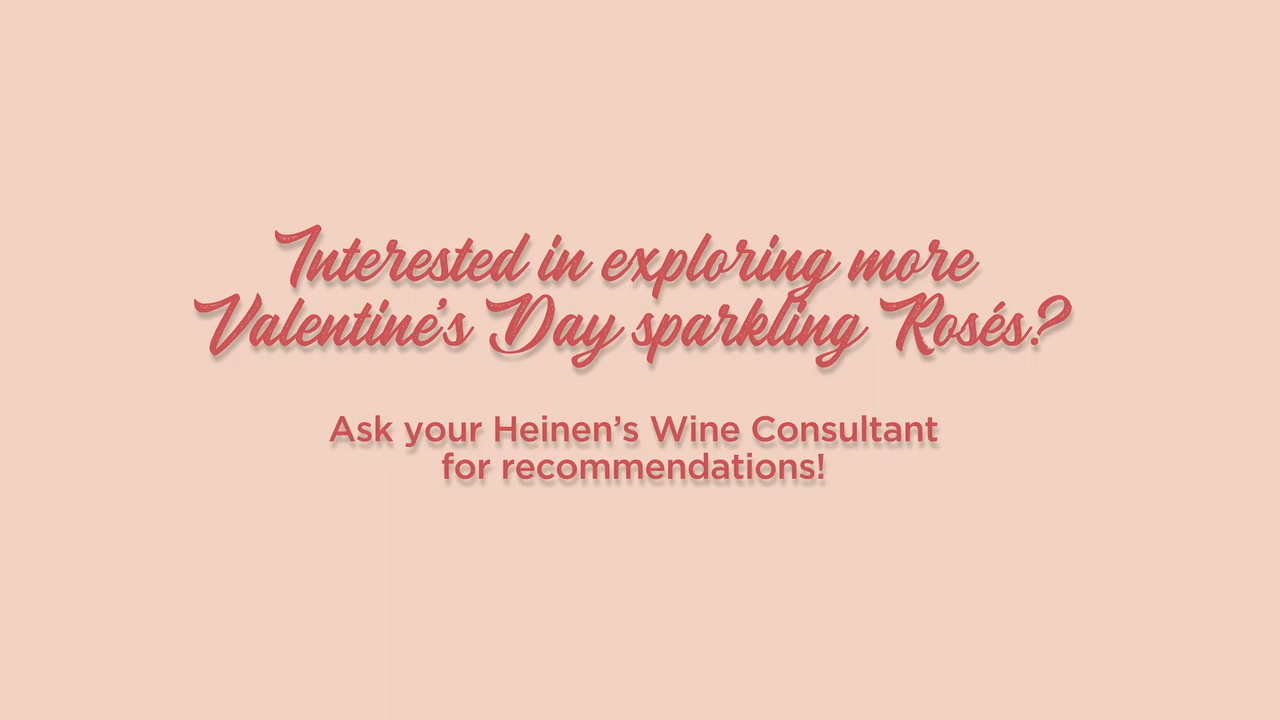 Interested in exploring more
Valentine’s Day sparkling Rosés?
Ask your Heinen’s Wine Consultant
for recommendations!